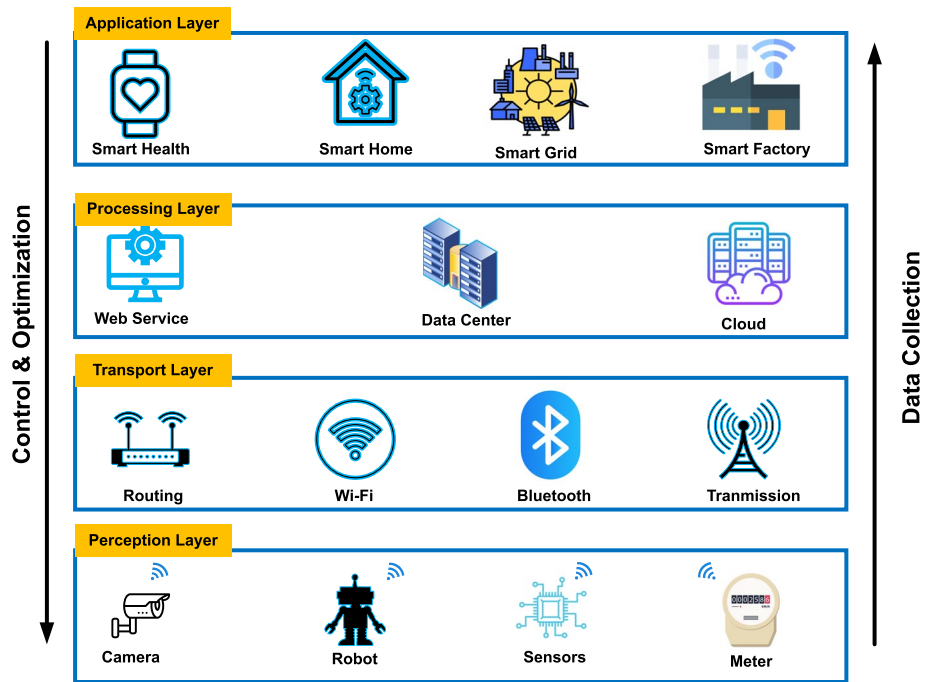 Application Layer
Smart Health
Smart Home
Smart Grid
Smart Factory
Processing Layer
Web Service
Data Center
Cloud
Transport Layer
Routing
Wi-Fi
Bluetooth
Tranmission
Perception Layer
Camera
Robot
Sensors
0002586
Meter
Control & Optimization
Data Collection